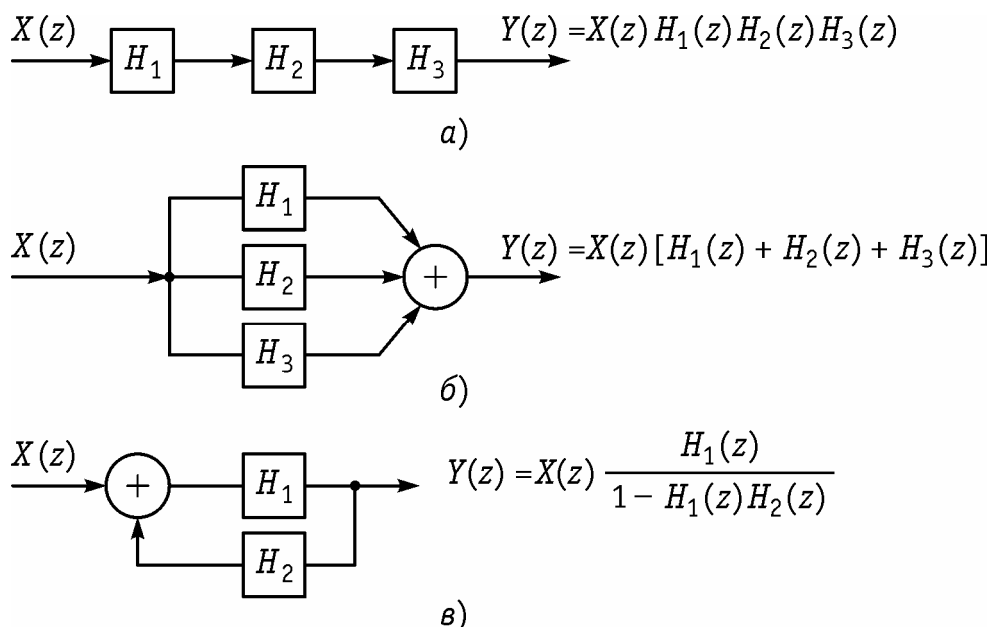 X(z) H₁ H₂ H₃ Y(z) =X(z) H₁(z) H₂(z) H₃(z)
а)
H₁
X(z) H₂ + Y(z) =X(z) [H₁(z) + H₂(z) + H₃(z)]
H₃
б)
X(z) + H₁ Y(z) =X(z) H₁(z) / 1 − H₁(z) H₂(z)
H₂
в)